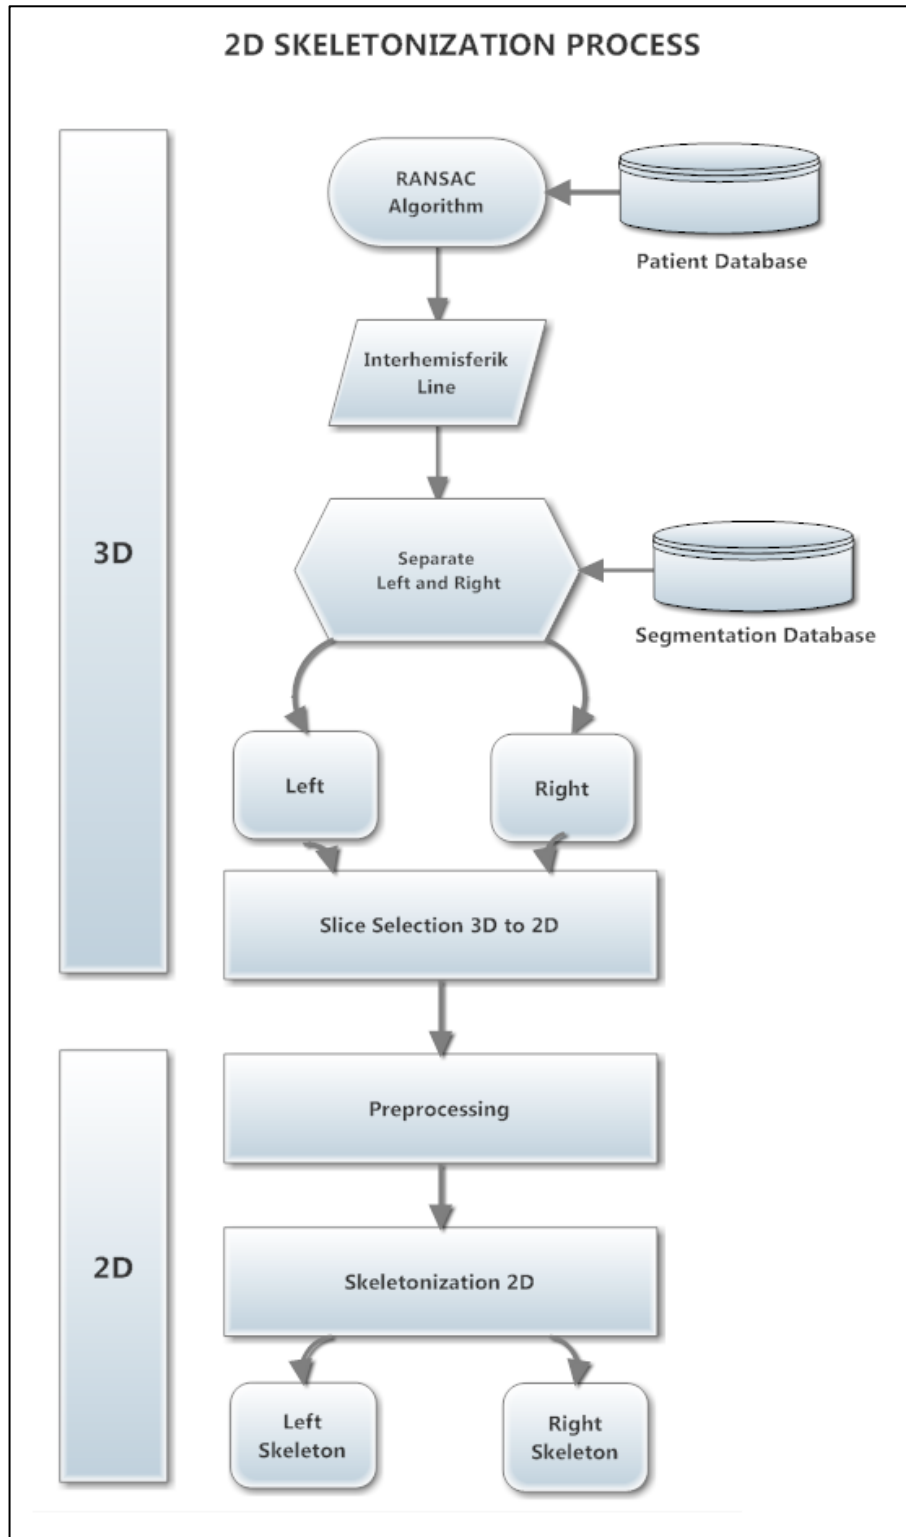 2D SKELETONIZATION PROCESS
RANSAC
Algorithm
Patient Database
Interhemisferik
Line
3D
Separate
Left and Right
Segmentation Database
Left
Right
Slice Selection 3D to 2D
Preprocessing
2D
Skeletonization 2D
Left
Skeleton
Right
Skeleton